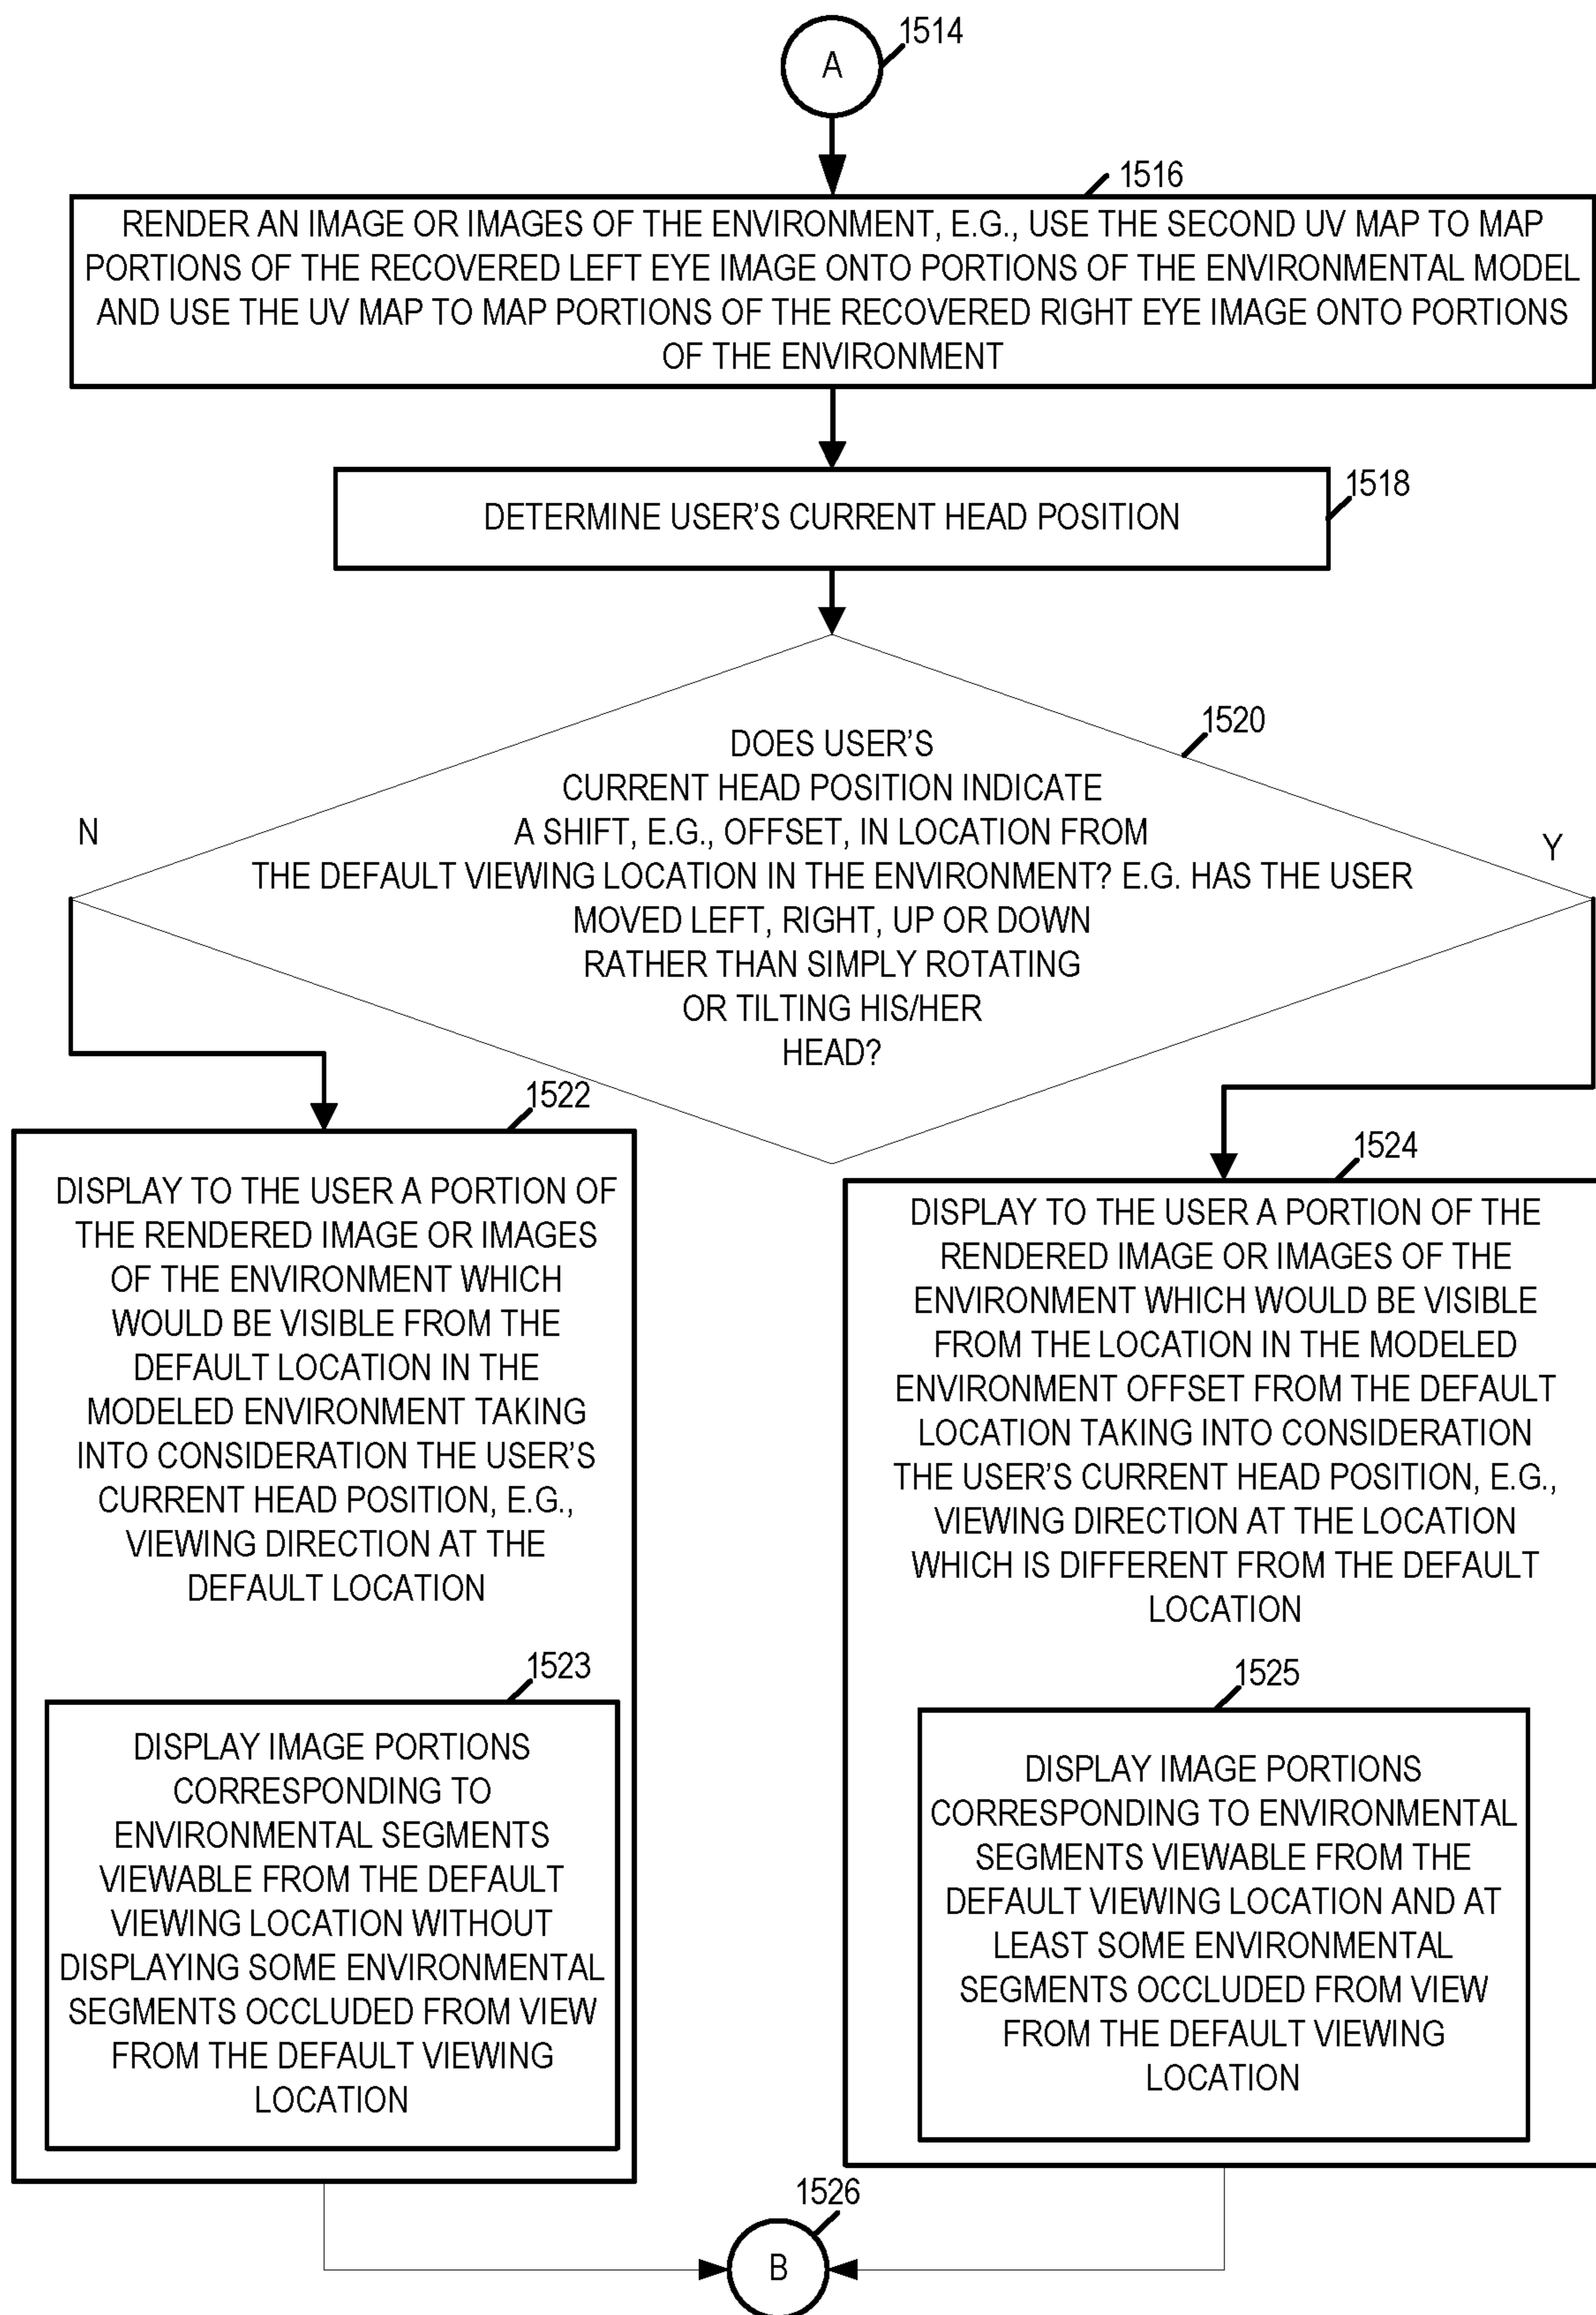 1514
A
1516
RENDER AN IMAGE OR IMAGES OF THE ENVIRONMENT, E.G., USE THE SECOND UV MAP TO MAP
PORTIONS OF THE RECOVERED LEFT EYE IMAGE ONTO PORTIONS OF THE ENVIRONMENTAL MODEL
AND USE THE UV MAP TO MAP PORTIONS OF THE RECOVERED RIGHT EYE IMAGE ONTO PORTIONS
OF THE ENVIRONMENT
1518
DETERMINE USER'S CURRENT HEAD POSITION
1520
DOES USER'S
CURRENT HEAD POSITION INDICATE
A SHIFT, E.G., OFFSET, IN LOCATION FROM
THE DEFAULT VIEWING LOCATION IN THE ENVIRONMENT? E.G. HAS THE USER
MOVED LEFT, RIGHT, UP OR DOWN
RATHER THAN SIMPLY ROTATING
OR TILTING HIS/HER
HEAD?
N
Y
1522
DISPLAY TO THE USER A PORTION OF
THE RENDERED IMAGE OR IMAGES
OF THE ENVIRONMENT WHICH
WOULD BE VISIBLE FROM THE
DEFAULT LOCATION IN THE
MODELED ENVIRONMENT TAKING
INTO CONSIDERATION THE USER'S
CURRENT HEAD POSITION, E.G.,
VIEWING DIRECTION AT THE
DEFAULT LOCATION
1523
DISPLAY IMAGE PORTIONS
CORRESPONDING TO
ENVIRONMENTAL SEGMENTS
VIEWABLE FROM THE DEFAULT
VIEWING LOCATION WITHOUT
DISPLAYING SOME ENVIRONMENTAL
SEGMENTS OCCLUDED FROM VIEW
FROM THE DEFAULT VIEWING
LOCATION
1524
DISPLAY TO THE USER A PORTION OF THE
RENDERED IMAGE OR IMAGES OF THE
ENVIRONMENT WHICH WOULD BE VISIBLE
FROM THE LOCATION IN THE MODELED
ENVIRONMENT OFFSET FROM THE DEFAULT
LOCATION TAKING INTO CONSIDERATION
THE USER'S CURRENT HEAD POSITION, E.G.,
VIEWING DIRECTION AT THE LOCATION
WHICH IS DIFFERENT FROM THE DEFAULT
LOCATION
1525
DISPLAY IMAGE PORTIONS
CORRESPONDING TO ENVIRONMENTAL
SEGMENTS VIEWABLE FROM THE
DEFAULT VIEWING LOCATION AND AT
LEAST SOME ENVIRONMENTAL
SEGMENTS OCCLUDED FROM VIEW
FROM THE DEFAULT VIEWING
LOCATION
1526
B